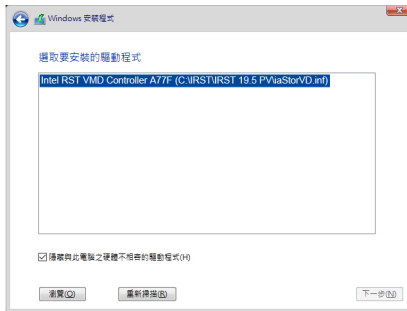 Windows 安裝程式
選取要安裝的驅動程式
Intel RST VMD Controller A77F (C:\IRST\IRST 19.5 PV\iaStorVD.inf)
隱藏與此電腦之硬體不相容的驅動程式(H)
瀏覽(O)
重新掃描(R)
下一步(N)